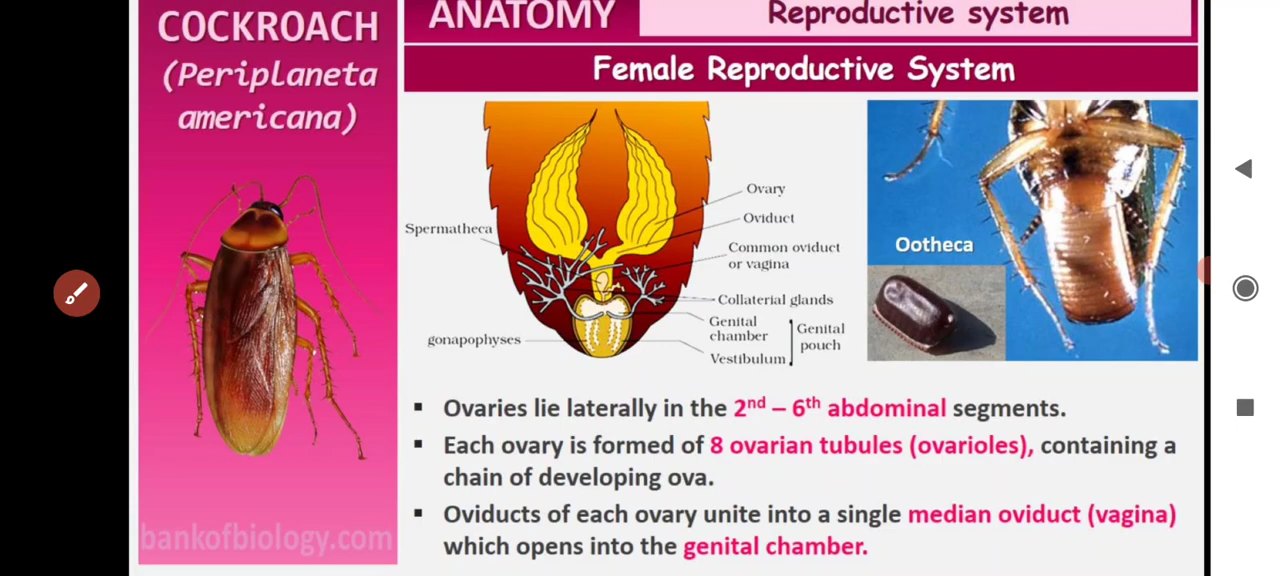 COCKROACH
(Periplaneta
americana)
bankofbiology.com
ANATOMY
Reproductive system
Female Reproductive System
Spermatheca
gonapophyses
Ovary
Oviduct
Common oviduct
or vagina
Collaterial glands
Genital
chamber
Vestibulum
Genital
pouch
Ootheca
▪ Ovaries lie laterally in the 2nd – 6th abdominal segments.
▪ Each ovary is formed of 8 ovarian tubules (ovarioles), containing a
chain of developing ova.
▪ Oviducts of each ovary unite into a single median oviduct (vagina)
which opens into the genital chamber.